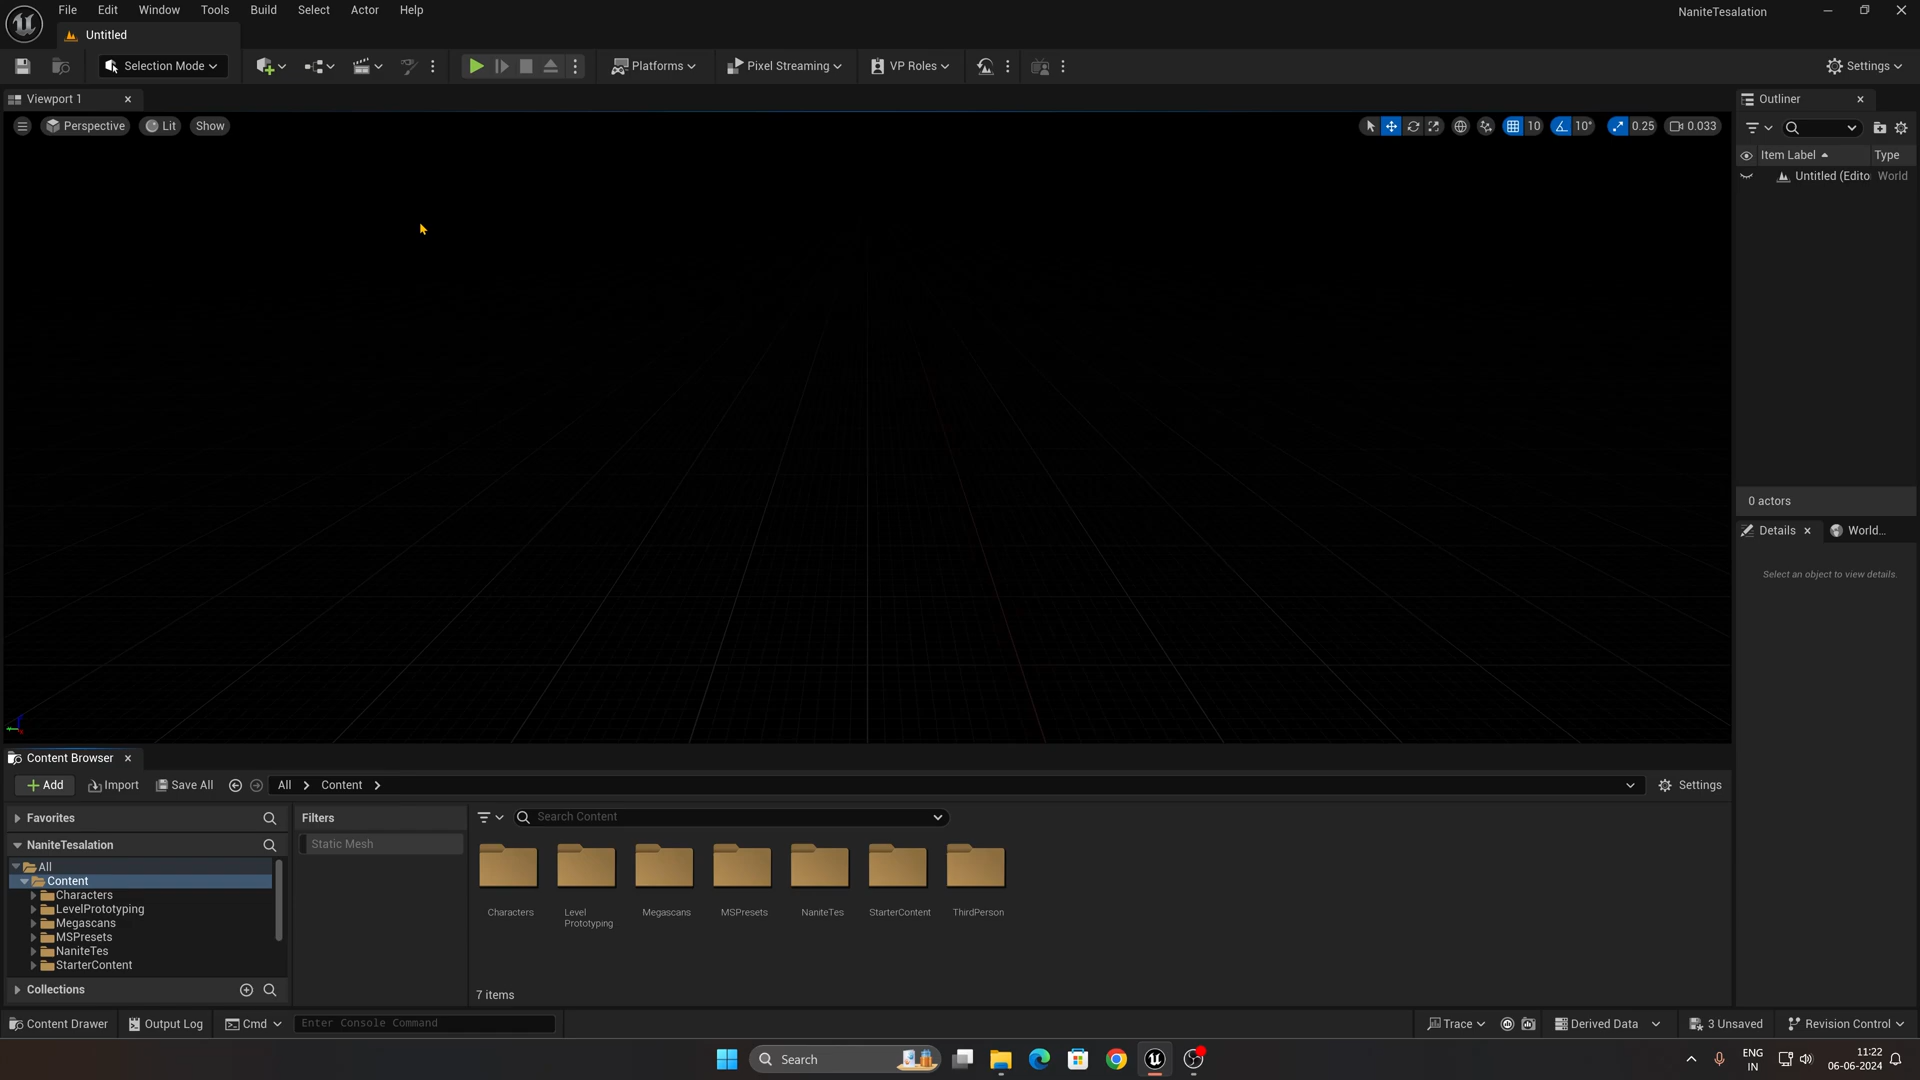 File Edit Window Tools Build Select Actor Help
NaniteTesalation
Untitled
Selection Mode
Platforms
Pixel Streaming
VP Roles
Settings
Viewport 1
Outliner
Perspective Lit Show
10 10° 0.25 0.033
Item Label Type
Untitled (Edito World
0 actors
Details World...
Select an object to view details.
Content Browser
Add Import Save All All Content Settings
Favorites
Filters
Search Content
NaniteTesalation
Static Mesh
All
Content
Characters
LevelPrototyping
Megascans
MSPresets
NaniteTes
StarterContent
Characters
Level
Prototyping
Megascans
MSPresets
NaniteTes
StarterContent
ThirdPerson
Collections
7 items
Content Drawer Output Log Cmd Enter Console Command
Trace Derived Data 3 Unsaved Revision Control
Search
ENG
IN
11:22
06-06-2024